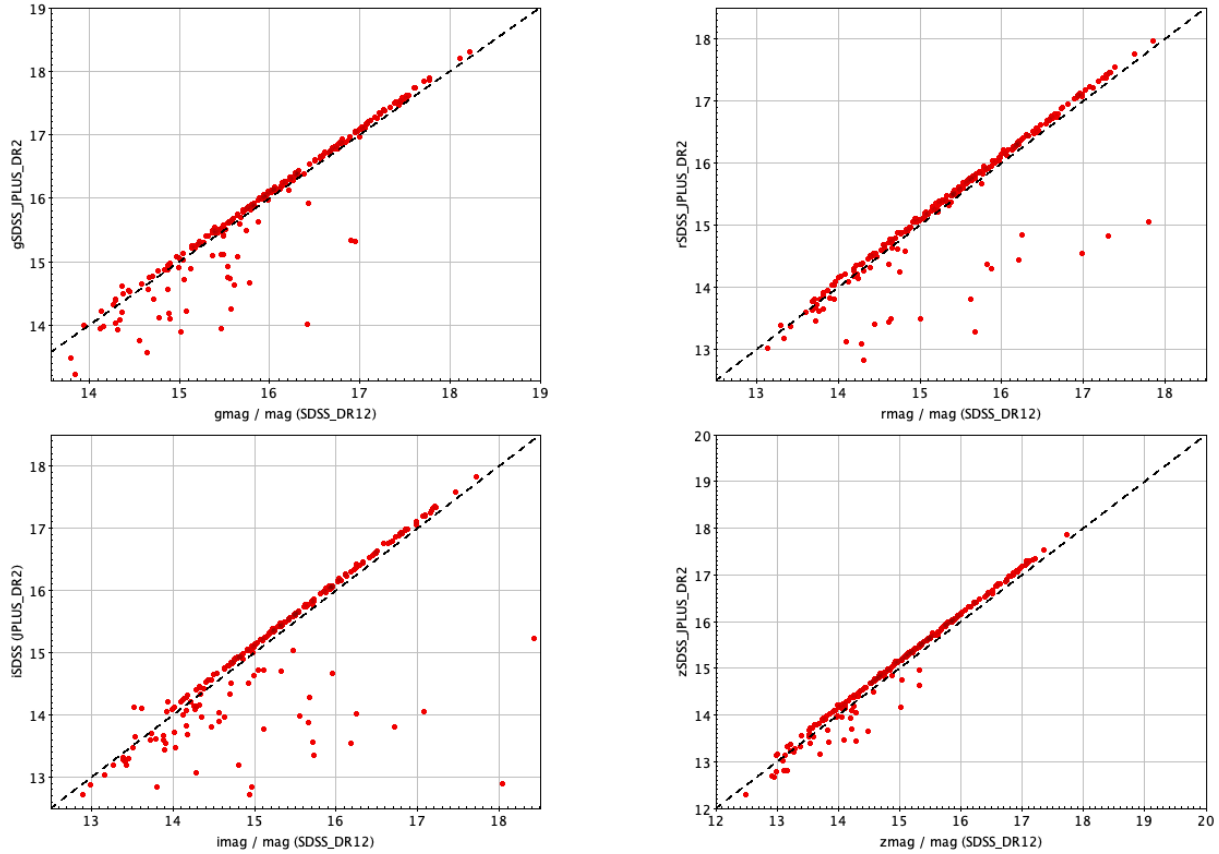 19
18
17
16
15
14
gSDSS_JPLUS_DR2
14 15 16 17 18 19
gmag / mag (SDSS_DR12)
18
17
16
15
14
13
rSDSS_JPLUS_DR2
13 14 15 16 17 18
rmag / mag (SDSS_DR12)
18
17
16
15
14
13
iSDSS (JPLUS_DR2)
13 14 15 16 17 18
imag / mag (SDSS_DR12)
20
19
18
17
16
15
14
13
12
zSDSS_JPLUS_DR2
12 13 14 15 16 17 18 19 20
zmag / mag (SDSS_DR12)